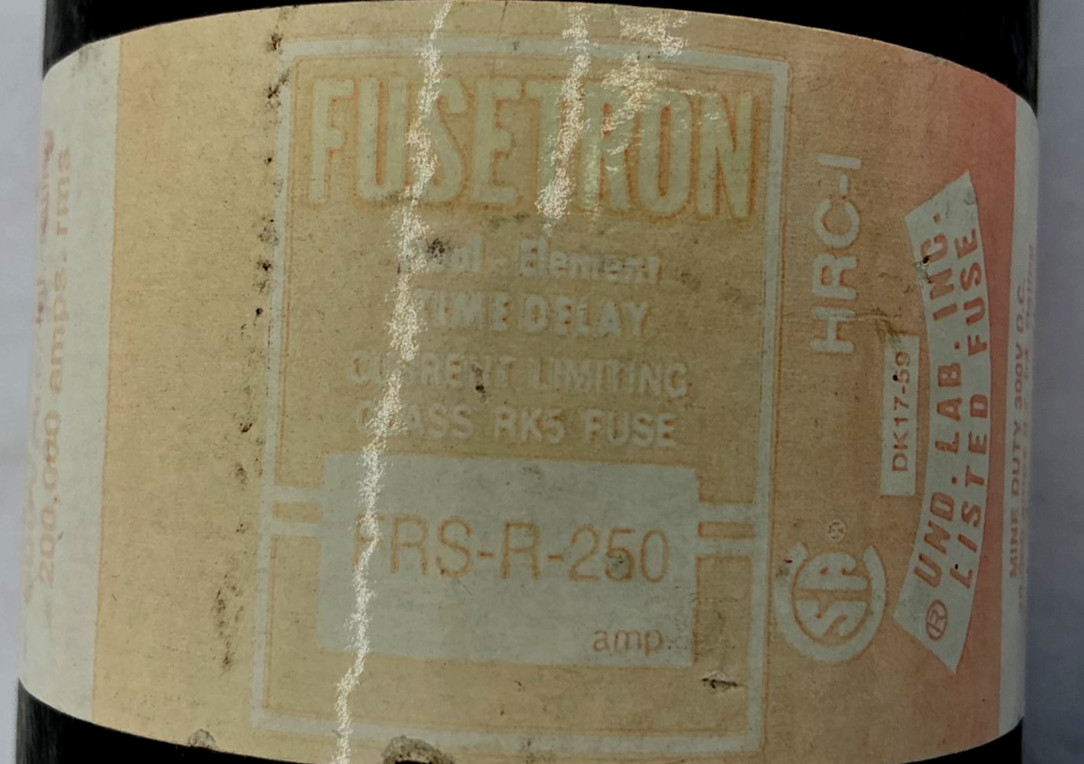 200,000 amps. rms
FUSETRON
Dual - Element
TIME DELAY
CURRENT LIMITING
CLASS RK5 FUSE
FRS-R-250
amp.
HRC-I
SA ®
DK17-59
® UND. LAB. INC.
LISTED FUSE
MINE DUTY 300V D.C.